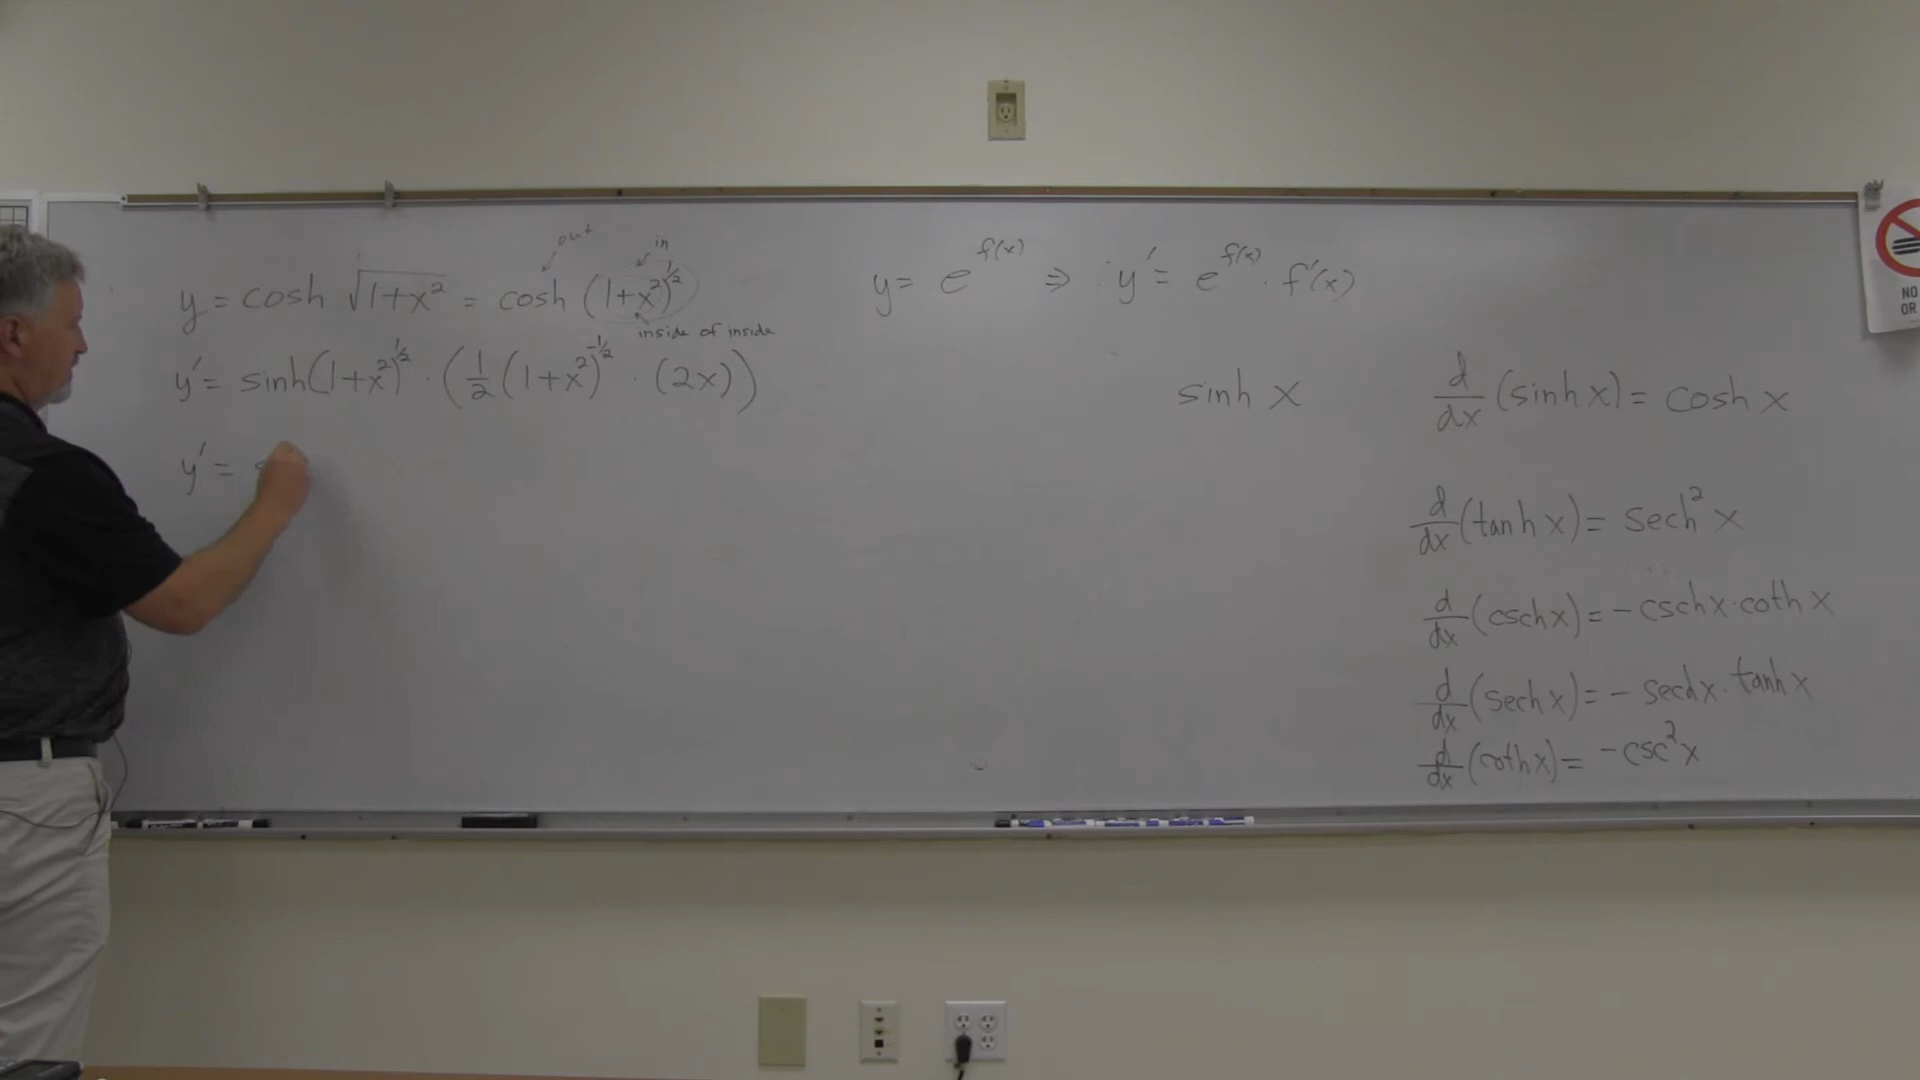 out
in
y = cosh √(1+x²) = cosh (1+x²)^½
inside of inside
y' = sinh(1+x²)^½ · (½(1+x²)^-½ · (2x))
y' =
y = e^f(x) ⇒ y' = e^f(x) · f'(x)
sinh x
d/dx (sinh x) = cosh x
d/dx (tanh x) = sech² x
d/dx (csch x) = - csch x · coth x
d/dx (sech x) = - sech x · tanh x
d/dx (coth x) = - csc² x
NO
OR